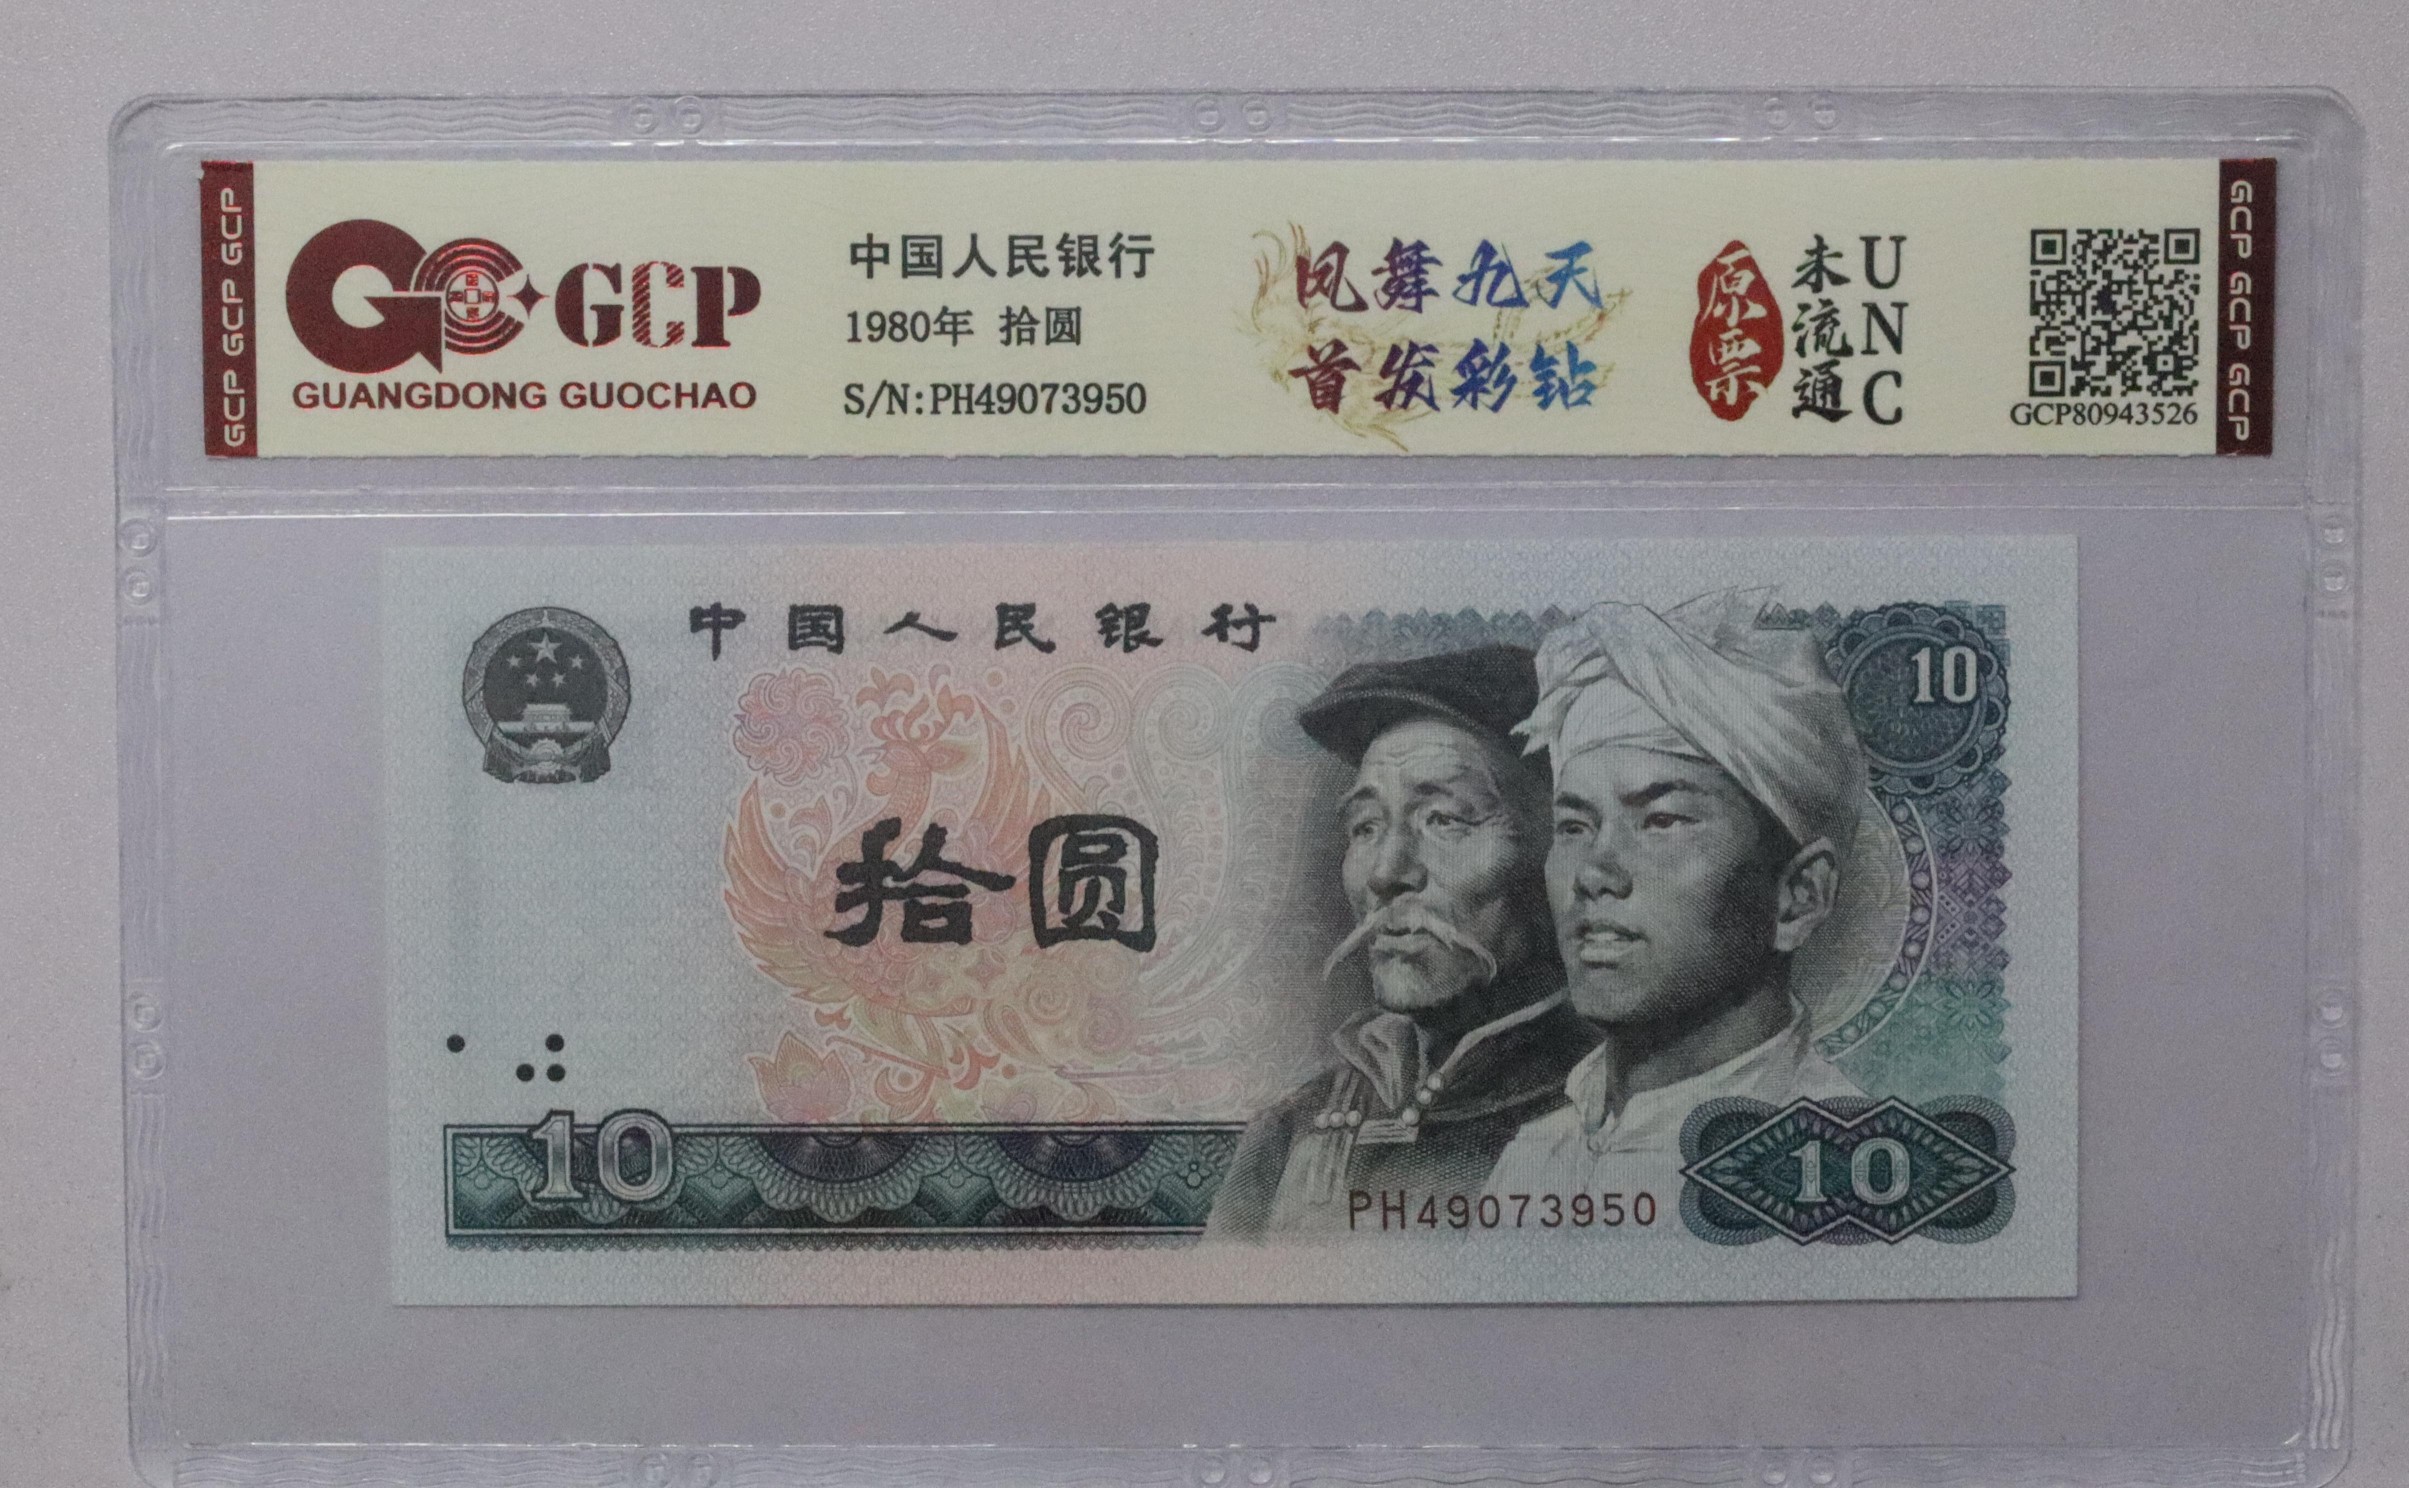 GCP GCP GCP
GCP
GUANGDONG GUOCHAO
中国人民银行
1980年 拾圆
S/N:PH49073950
凤舞九天
首发彩钻
原票
未流通
UNC
GCP80943526
GCP GCP GCP
中国人民银行
10
拾圆
10
PH49073950
10